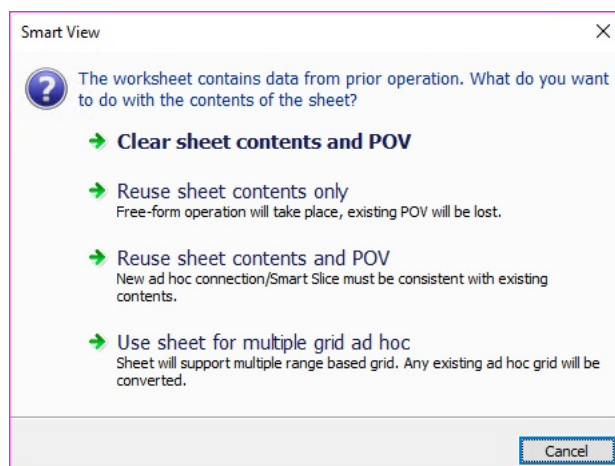 Smart View
The worksheet contains data from prior operation. What do you want
to do with the contents of the sheet?
Clear sheet contents and POV
Reuse sheet contents only
Free-form operation will take place, existing POV will be lost.
Reuse sheet contents and POV
New ad hoc connection/Smart Slice must be consistent with existing
contents.
Use sheet for multiple grid ad hoc
Sheet will support multiple range based grid. Any existing ad hoc grid will be
converted.
Cancel